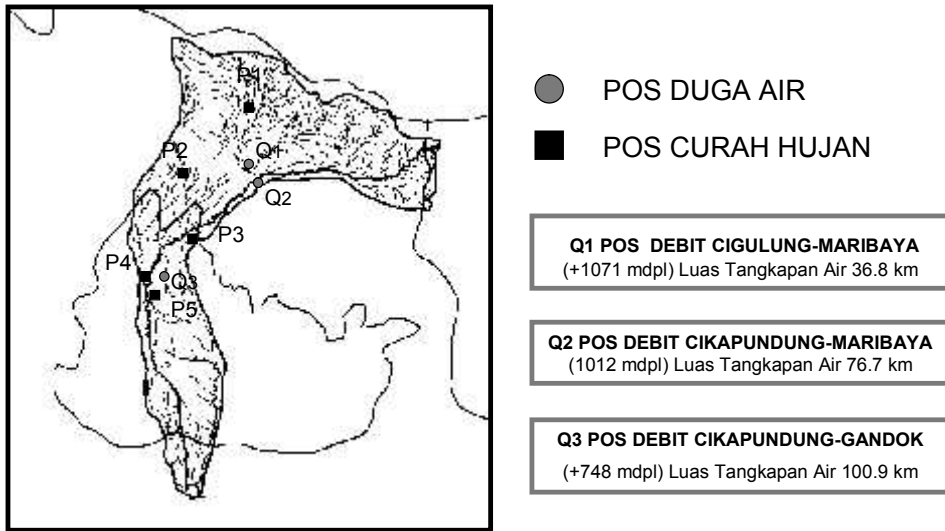 P1
P2
Q1
Q2
P3
P4
Q3
P5
POS DUGA AIR
POS CURAH HUJAN
Q1 POS DEBIT CIGULUNG-MARIBAYA
(+1071 mdpl) Luas Tangkapan Air 36.8 km
Q2 POS DEBIT CIKAPUNDUNG-MARIBAYA
(1012 mdpl) Luas Tangkapan Air 76.7 km
Q3 POS DEBIT CIKAPUNDUNG-GANDOK
(+748 mdpl) Luas Tangkapan Air 100.9 km